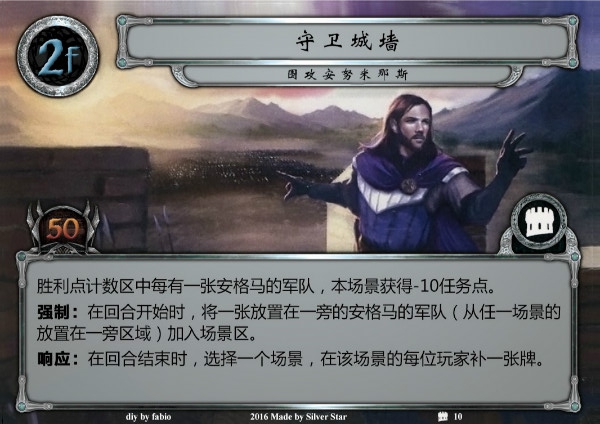 2F
守卫城墙
围攻安努米那斯
50
胜利点计数区中每有一张安格马的军队，本场景获得-10任务点。
强制：在回合开始时，将一张放置在一旁的安格马的军队（从任一场景的
放置在一旁区域）加入场景区。
响应：在回合结束时，选择一个场景，在该场景的每位玩家补一张牌。
diy by fabio 2016 Made by Silver Star 10